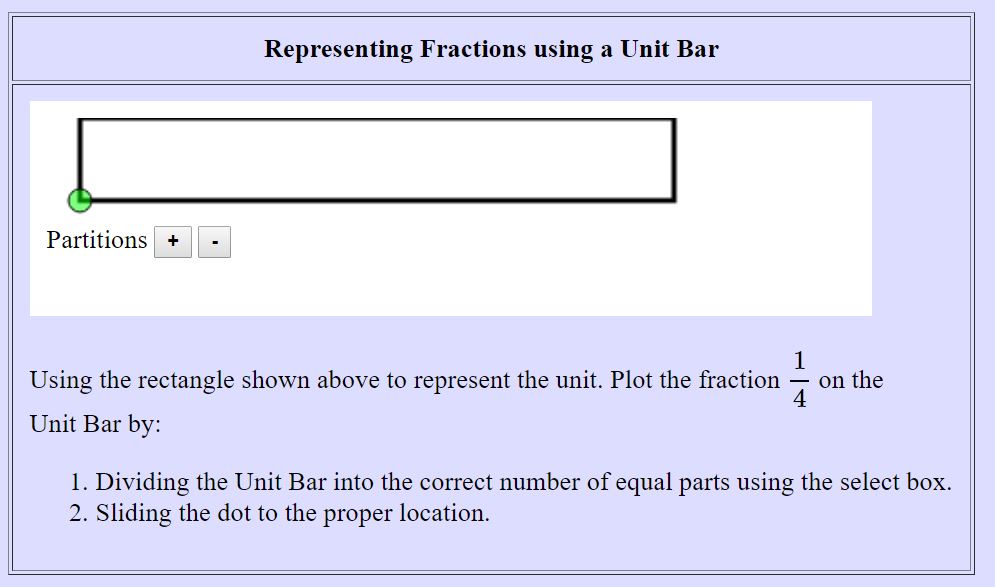 Representing Fractions using a Unit Bar
Partitions + -
Using the rectangle shown above to represent the unit. Plot the fraction 1/4 on the
Unit Bar by:
1. Dividing the Unit Bar into the correct number of equal parts using the select box.
2. Sliding the dot to the proper location.